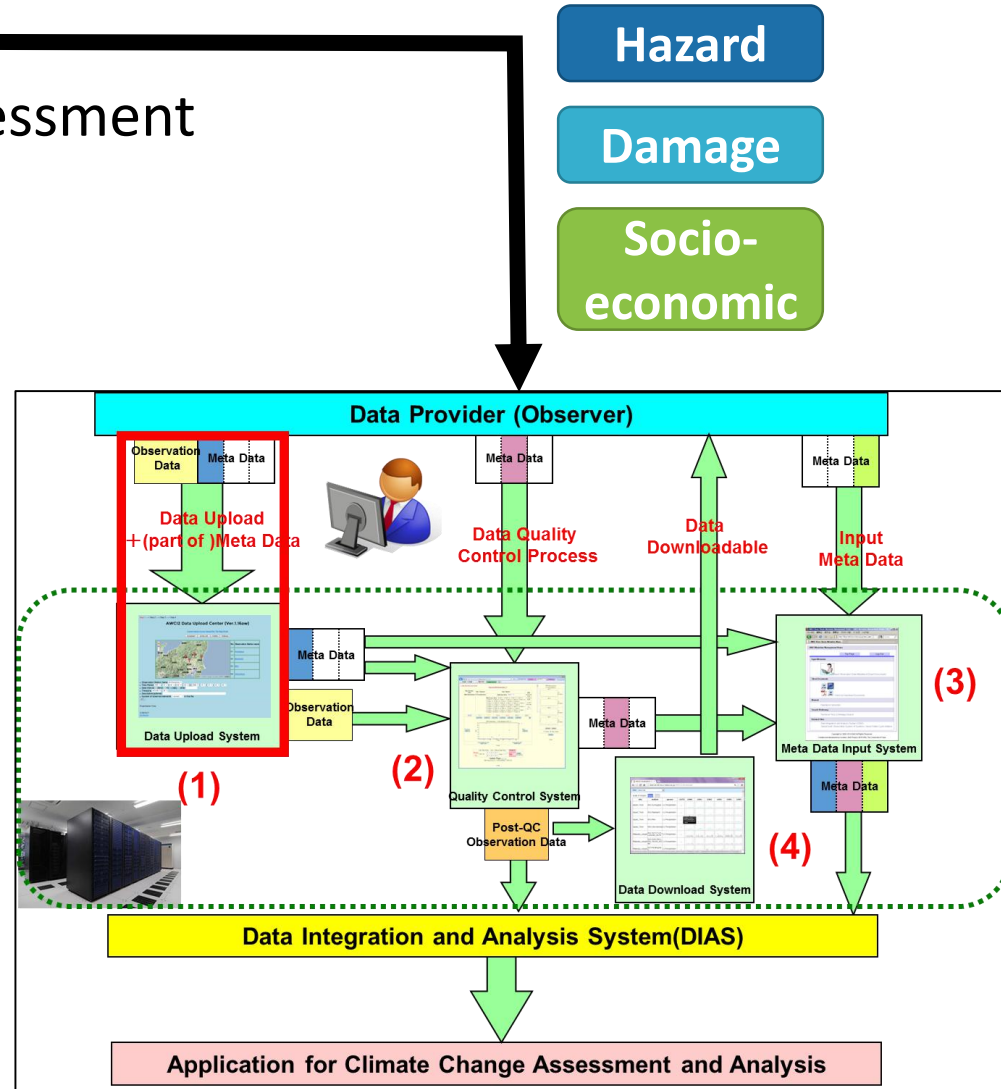 Hazard
essment
Damage
Socio-
economic
Data Provider (Observer)
Observation
Data
Meta Data
Meta Data
Meta Data
Data Upload
＋(part of )Meta Data
Data Quality
Control Process
Data
Downloadable
Input
Meta Data
AWCI2 Data Upload Center (Ver.1.9law)
Data Upload System
(1)
Meta Data
Observation
Data
(2)
Quality Control System
Meta Data
(3)
Meta Data Input System
Meta Data
Post-QC
Observation Data
(4)
Data Download System
Data Integration and Analysis System(DIAS)
Application for Climate Change Assessment and Analysis